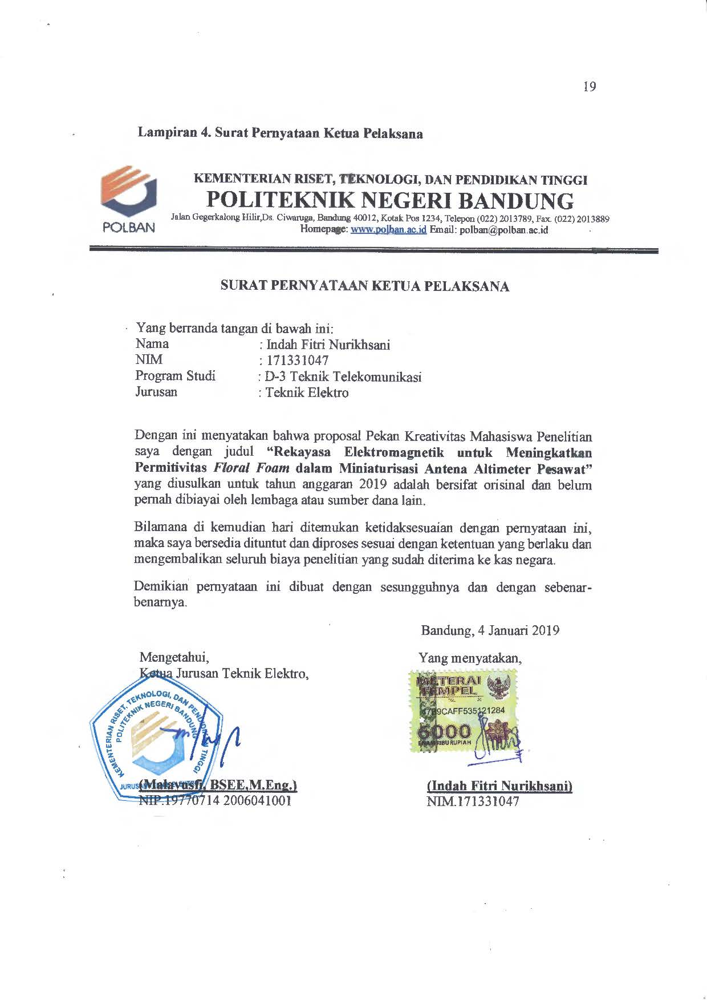 19
Lampiran 4. Surat Pernyataan Ketua Pelaksana
KEMENTERIAN RISET, TEKNOLOGI, DAN PENDIDIKAN TINGGI
POLITEKNIK NEGERI BANDUNG
Jalan Gegerkalong Hilir,Ds. Ciwaruga, Bandung 40012, Kotak Pos 1234, Telepon (022) 2013789, Fax. (022) 2013889
Homepage: www.polban.ac.id Email: polban@polban.ac.id
POLBAN
SURAT PERNYATAAN KETUA PELAKSANA
Yang berranda tangan di bawah ini:
Nama : Indah Fitri Nurikhsani
NIM : 171331047
Program Studi : D-3 Teknik Telekomunikasi
Jurusan : Teknik Elektro
Dengan ini menyatakan bahwa proposal Pekan Kreativitas Mahasiswa Penelitian
saya dengan judul “Rekayasa Elektromagnetik untuk Meningkatkan
Permitivitas Floral Foam dalam Miniaturisasi Antena Altimeter Pesawat”
yang diusulkan untuk tahun anggaran 2019 adalah bersifat orisinal dan belum
pernah dibiayai oleh lembaga atau sumber dana lain.
Bilamana di kemudian hari ditemukan ketidaksesuaian dengan pernyataan ini,
maka saya bersedia dituntut dan diproses sesuai dengan ketentuan yang berlaku dan
mengembalikan seluruh biaya penelitian yang sudah diterima ke kas negara.
Demikian pernyataan ini dibuat dengan sesungguhnya dan dengan sebenar-
benarnya.
Bandung, 4 Januari 2019
Mengetahui,
Ketua Jurusan Teknik Elektro,
KEMENTERIAN RISET, TEKNOLOGI, DAN PENDIDIKAN TINGGI
POLITEKNIK NEGERI BANDUNG
(Malayusfi, BSEE,M.Eng.)
NIP.19770714 2006041001
Yang menyatakan,
METERAI
TEMPEL
TGL 20
9CAFF535121284
6000
ENAM RIBU RUPIAH
(Indah Fitri Nurikhsani)
NIM.171331047